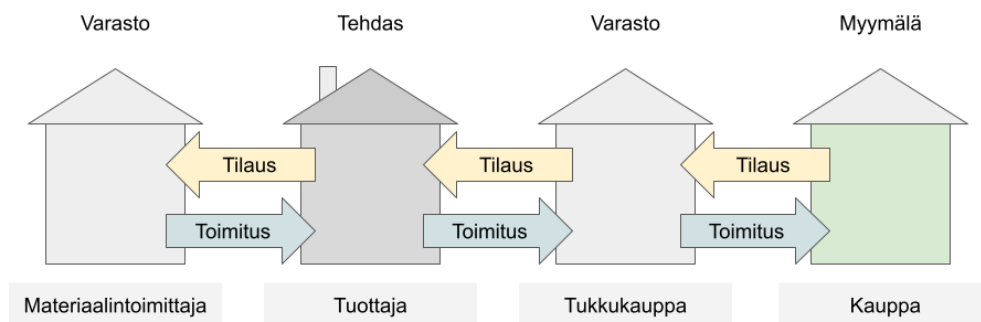 Varasto
Tehdas
Varasto
Myymälä
Tilaus
Tilaus
Tilaus
Toimitus
Toimitus
Toimitus
Materiaalintoimittaja
Tuottaja
Tukkukauppa
Kauppa